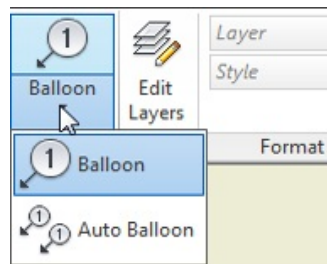 1
Layer
Style
Balloon
Edit
Layers
Format
1 Balloon
1
1 Auto Balloon